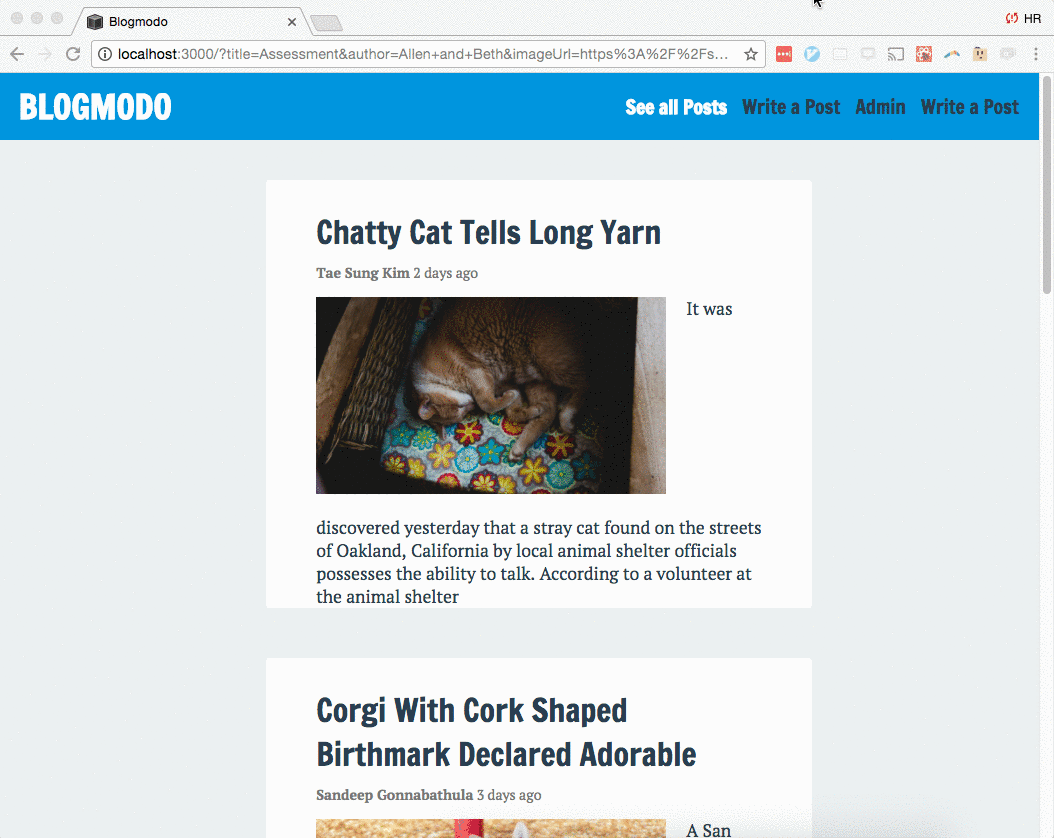 Blogmodo
HR
localhost:3000/?title=Assessment&author=Allen+and+Beth&imageUrl=https%3A%2F%2Fs...
BLOGMODO
See all Posts Write a Post Admin Write a Post
Chatty Cat Tells Long Yarn
Tae Sung Kim 2 days ago
It was
discovered yesterday that a stray cat found on the streets
of Oakland, California by local animal shelter officials
possesses the ability to talk. According to a volunteer at
the animal shelter
Corgi With Cork Shaped
Birthmark Declared Adorable
Sandeep Gonnabathula 3 days ago
A San